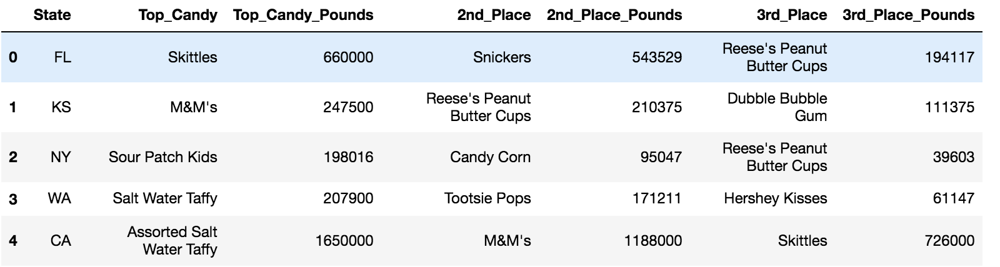 State Top_Candy Top_Candy_Pounds 2nd_Place 2nd_Place_Pounds 3rd_Place 3rd_Place_Pounds
0 FL Skittles 660000 Snickers 543529 Reese's Peanut Butter Cups 194117
1 KS M&M's 247500 Reese's Peanut Butter Cups 210375 Dubble Bubble Gum 111375
2 NY Sour Patch Kids 198016 Candy Corn 95047 Reese's Peanut Butter Cups 39603
3 WA Salt Water Taffy 207900 Tootsie Pops 171211 Hershey Kisses 61147
4 CA Assorted Salt Water Taffy 1650000 M&M's 1188000 Skittles 726000